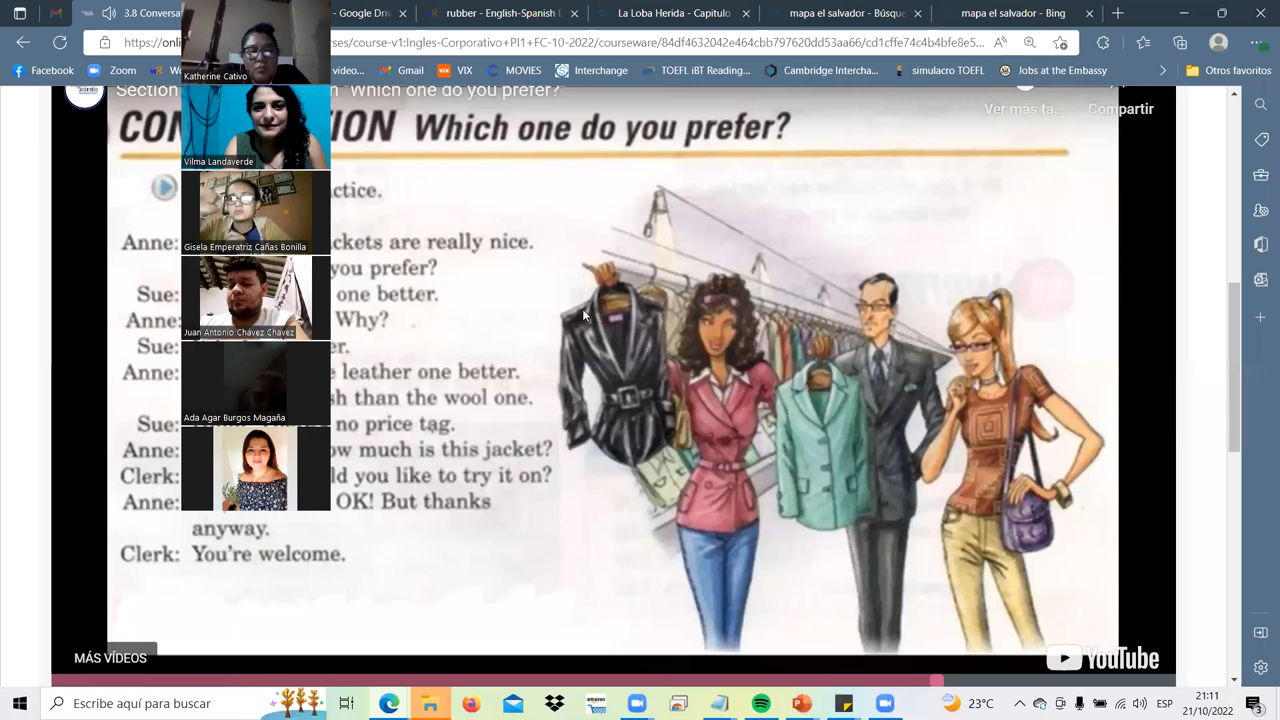 3.8 Conversa
- Google Drive
rubber - English-Spanish D
La Loba Herida - Capitulo
mapa el salvador - Búsque
mapa el salvador: Búsque
https://onli
ses/course-v1:Ingles-Corporativo+PI1+FC-10-2022/courseware/84df4632042e464cbb797620dd53aa66/cd1cffe74c4b4bfe8e5...
Facebook
Zoom
video...
Gmail
VIX
MOVIES
Interchange
TOEFL iBT Reading...
Cambridge Intercha...
simmacro TOEFL
Jobs at the Embassy
Otros favoritos
Section
Which one do you prefer?
Ver más ta...
Compartir
CON
ION Which one do you prefer?
ctice.
Anne:
ckets are really nice.
you prefer?
Sue:
one better.
Anne:
Why?
Sue:
er.
Anne:
e leather one better.
sh than the wool one.
Sue:
no price tag.
Anne:
ow much is this jacket?
Clerk:
ld you like to try it on?
Anne:
OK! But thanks
anyway.
Clerk: You're welcome.
Katherine Cativo
Vilma Landaverde
Gisela Emperatriz Cañas Bonilla
Juan Antonio Chávez Chavez
Ada Agar Burgos Magaña
MÁS VÍDEOS
YouTube
Escribe aquí para buscar
amazon
23°C
ESP
21:11
21/10/2022
3